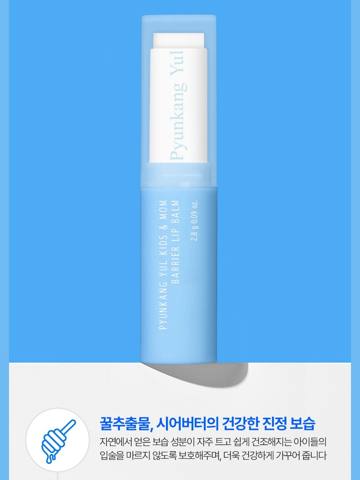 Pyunkang Yul
PYUNKANG YUL KIDS & MOM
BARRIER LIP BALM
2.8 g 0.09 oz.
꿀추출물, 시어버터의 건강한 진정 보습
자연에서 얻은 보습 성분이 자주 트고 쉽게 건조해지는 아이들의
입술을 마르지 않도록 보호해주며, 더욱 건강하게 가꾸어 줍니다